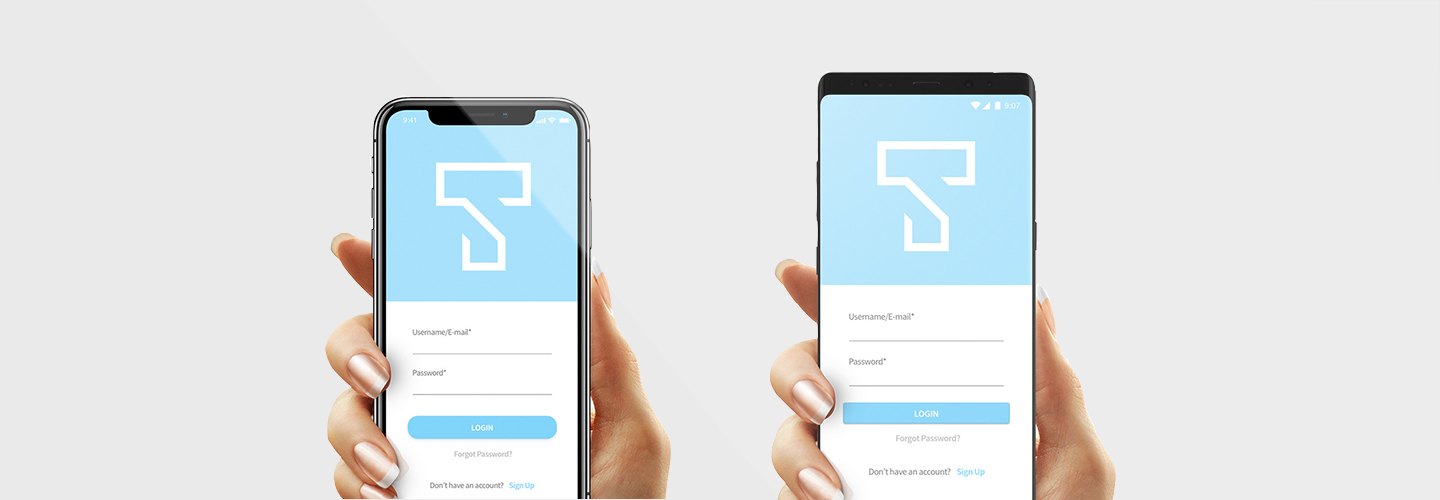 9:41
Username/E-mail*
Password*
LOGIN
Forgot Password?
Don't have an account? Sign Up
9:07
Username/E-mail*
Password*
LOGIN
Forgot Password?
Don't have an account? Sign Up